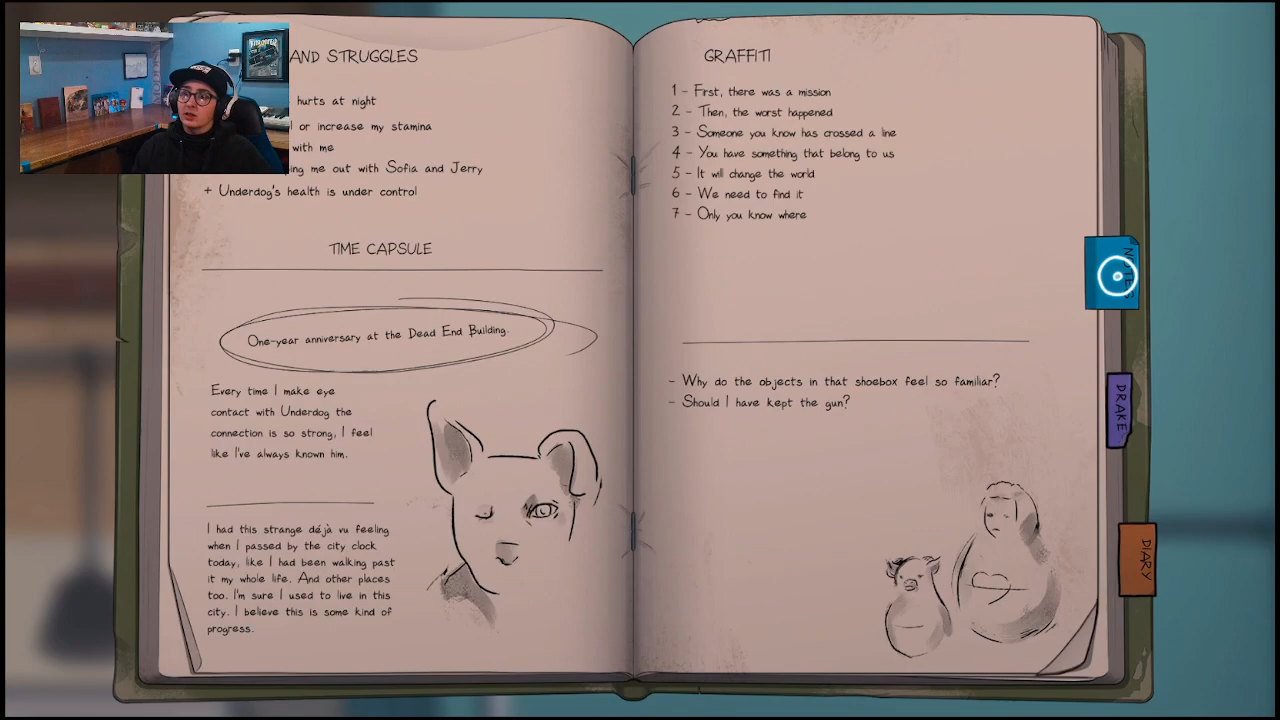 AND STRUGGLES
hurts at night
or increase my stamina
with me
me out with Sofia and Jerry
+ Underdog's health is under control
TIME CAPSULE
One-year anniversary at the Dead End Building.
Every time I make eye
contact with Underdog the
connection is so strong, I feel
like I've always known him.
I had this strange déjà vu feeling
when I passed by the city clock
today, like I had been walking past
it my whole life. And other places
too. I'm sure I used to live in this
city. I believe this is some kind of
progress.
GRAFFITI
1 - First, there was a mission
2 - Then, the worst happened
3 - Someone you know has crossed a line
4 - You have something that belong to us
5 - It will change the world
6 - We need to find it
7 - Only you know where
- Why do the objects in that shoebox feel so familiar?
- Should I have kept the gun?
NOTES
DRAKE
DIARY